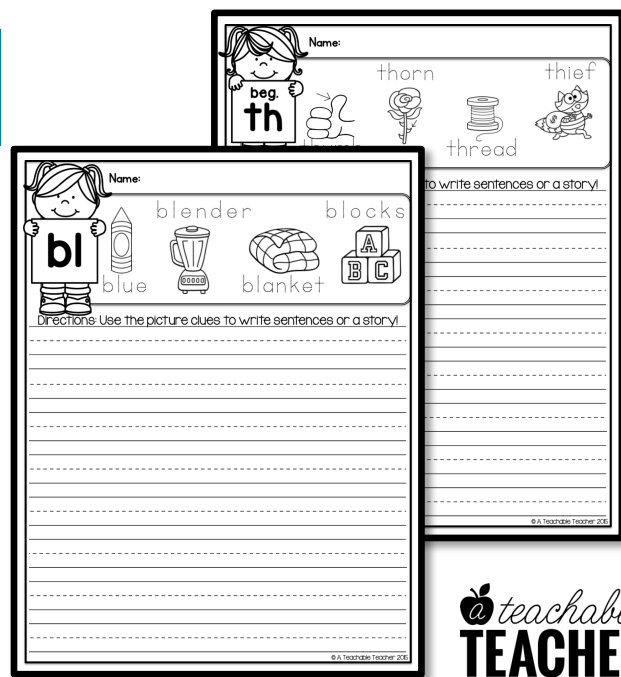 Name:
beg.
th
thorn
thief
thread
to write sentences or a story!
© A Teachable Teacher 2015
Name:
bl
blender
blocks
A
B C
blue
blanket
Directions: Use the picture clues to write sentences or a story!
© A Teachable Teacher 2015
a teachabl
TEACHE